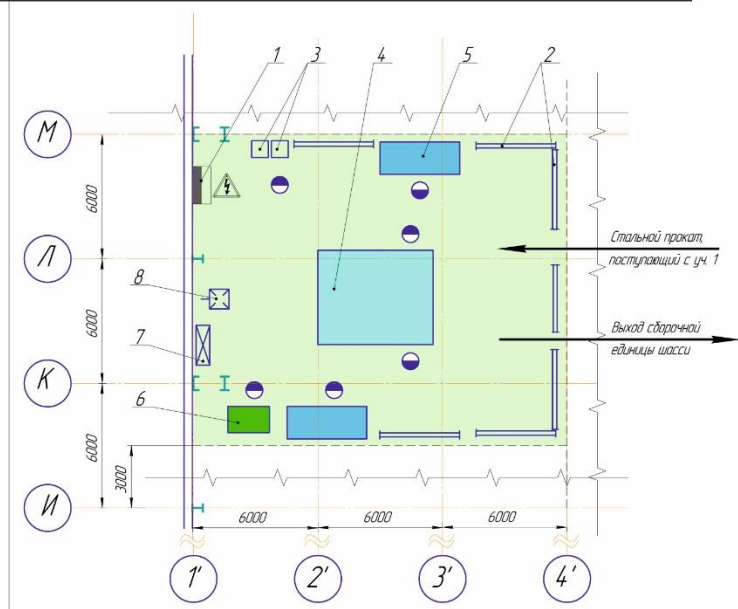 1 3 4 5 2
М
6000
Л
Стальной прокат,
поступающий с уч. 1
8
6000
7
Выход сборочной
единицы шасси
К
6
6000
3000
И
6000 6000 6000
1' 2' 3' 4'